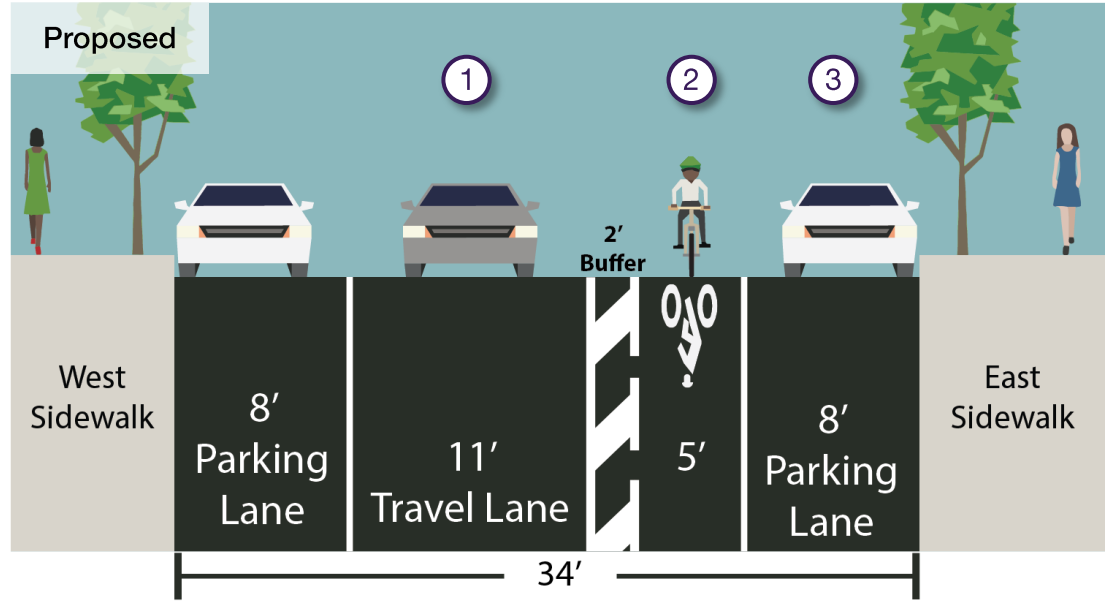 Proposed
1
2
3
2′
Buffer
West
Sidewalk
8′
Parking
Lane
11′
Travel Lane
5′
8′
Parking
Lane
East
Sidewalk
34′